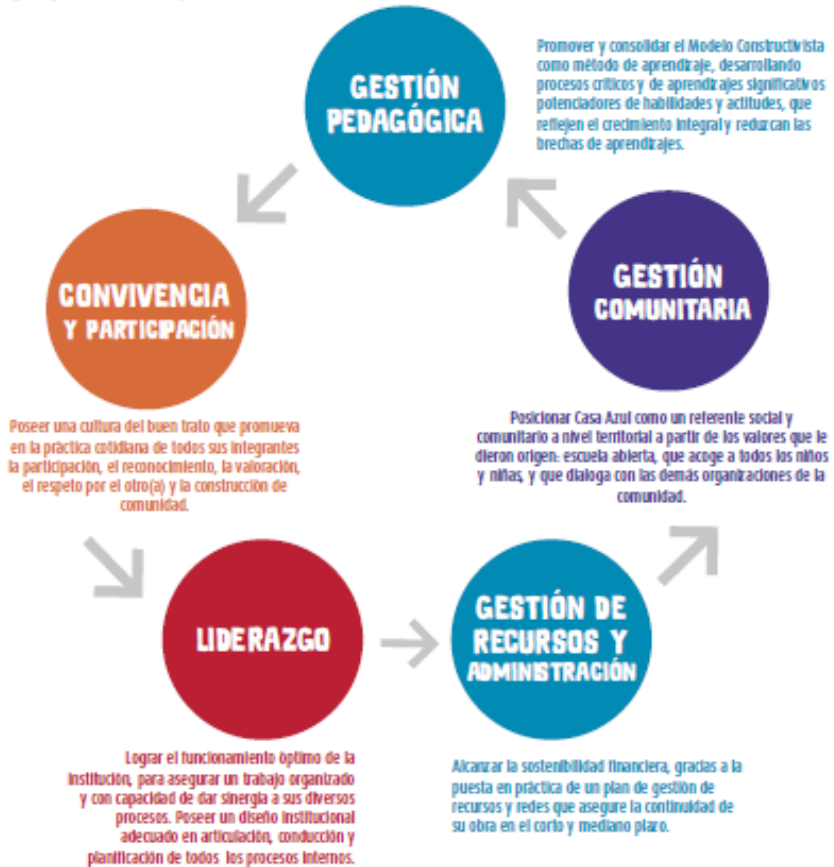 GESTIÓN
PEDAGÓGICA
Promover y consolidar el Modelo Constructivista
como método de aprendizaje, desarrollando
procesos críticos y de aprendizajes significativos
potenciadores de habilidades y actitudes, que
reflejen el crecimiento integral y reduzcan las
brechas de aprendizajes.
CONVIVENCIA
Y PARTICIPACIÓN
Poseer una cultura del buen trato que promueva
en la práctica cotidiana de todos sus integrantes
la participación, el reconocimiento, la valoración,
el respeto por el otro(a) y la construcción de
comunidad.
GESTIÓN
COMUNITARIA
Posicionar Casa Azul como un referente social y
comunitario a nivel territorial a partir de los valores que le
dieron origen: escuela abierta, que acoge a todos los niños
y niñas, y que dialoga con las demás organizaciones de la
comunidad.
LIDERAZGO
Lograr el funcionamiento óptimo de la
institución, para asegurar un trabajo organizado
y con capacidad de dar sinergia a sus diversos
procesos. Poseer un diseño institucional
adecuado en articulación, conducción y
planificación de todos los procesos internos.
GESTIÓN DE
RECURSOS Y
ADMINISTRACIÓN
Alcanzar la sostenibilidad financiera, gracias a la
puesta en práctica de un plan de gestión de
recursos y redes que asegure la continuidad de
su obra en el corto y mediano plazo.